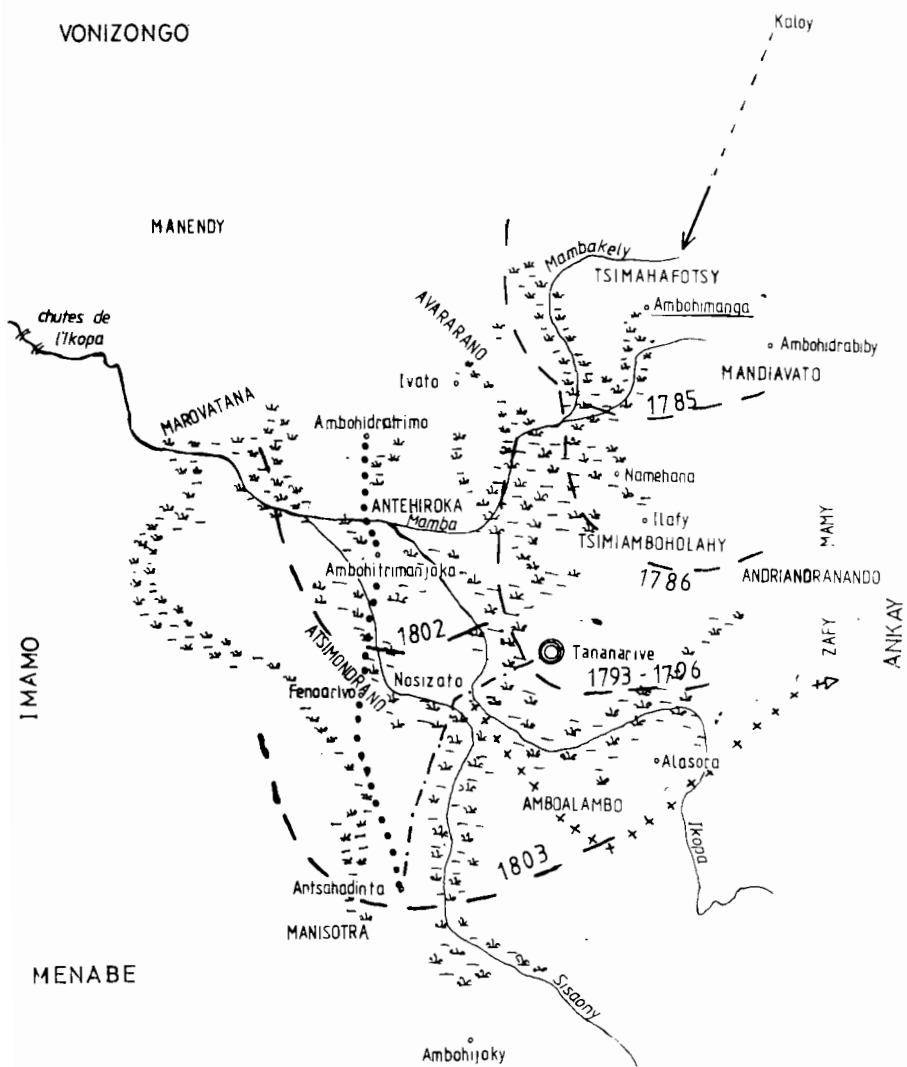 VONIZONGO
Kaloy
MANENDY
Mambakely
TSIMAHAFOTSY
Ambohimanga
chutes de
l'Ikopa
AVARARANO
Ambohidrabiby
Ivato
MANDIAVATO
1785
MAROVATANA
Ambohidratrimo
Namehana
ANTEHIROKA
Mamba
Ilafy
TSIMIAMBOHOLAHY
MAMY
Ambohitrimanjaka
1786
ANDRIANDRANANDO
ZAFY
ANKAY
IMAMO
ATSIMONDRANO
1802
Tananarive
Nosizato
1793 - 1796
Fenoarivo
Alasora
AMBOALAMBO
Ikopa
1803
Antsahadinta
MANISOTRA
MENABE
Sisaony
Ambohijoky